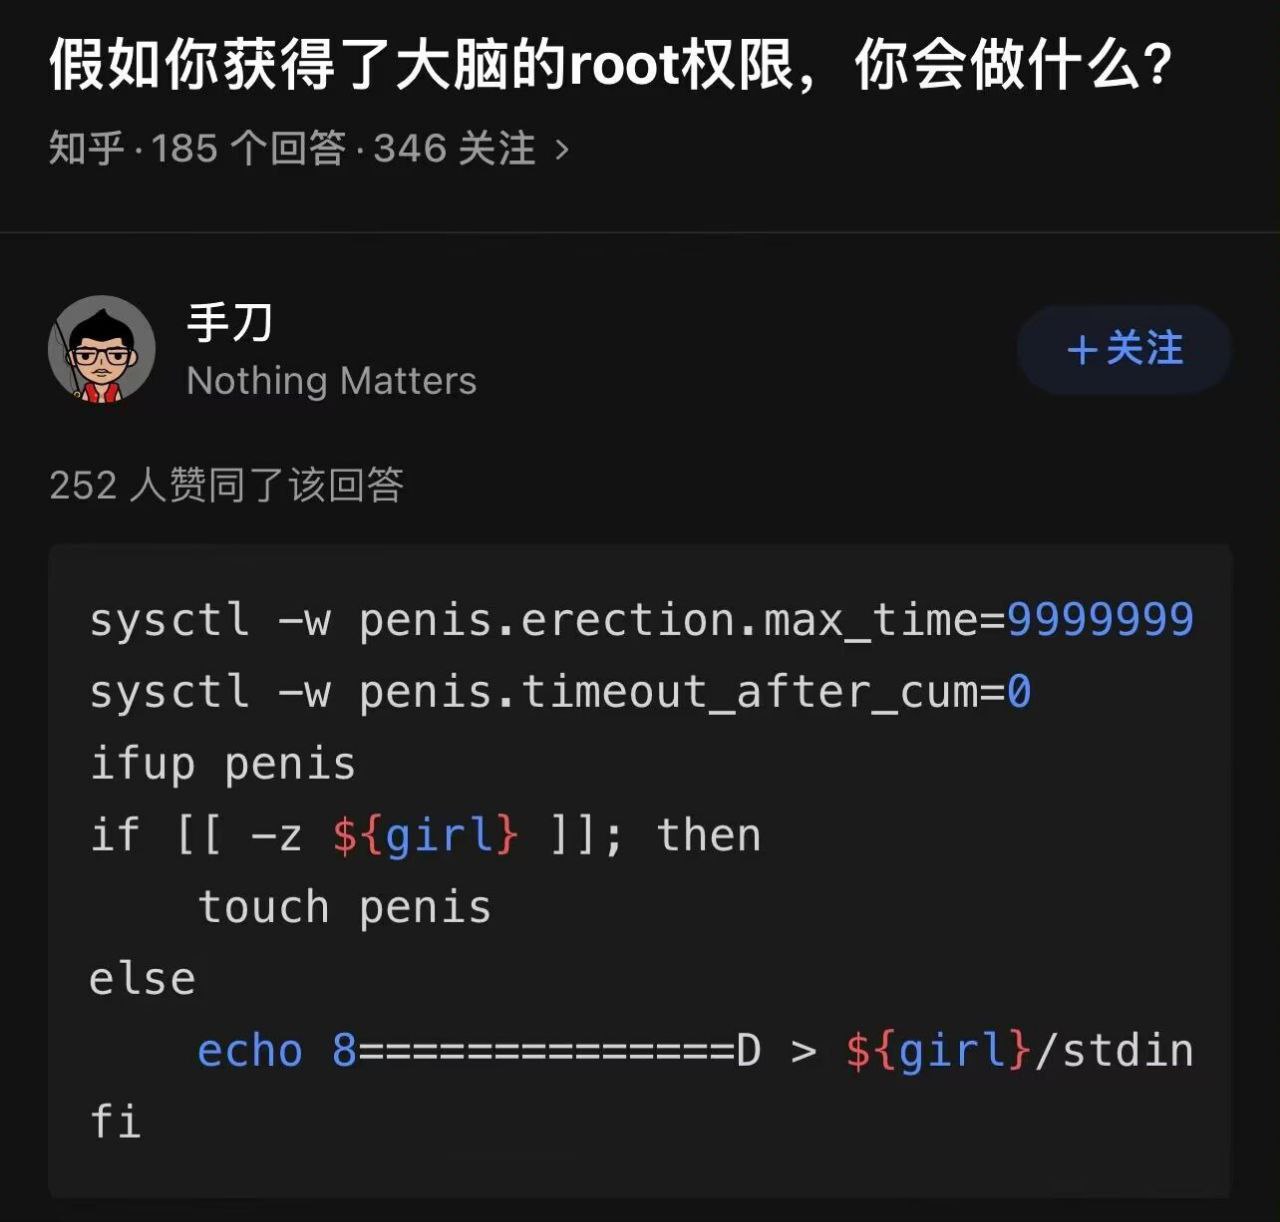 假如你获得了大脑的root权限，你会做什么？
知乎 · 185 个回答 · 346 关注 >
手刀
Nothing Matters
+关注
252 人赞同了该回答
sysctl -w penis.erection.max_time=9999999
sysctl -w penis.timeout_after_cum=0
ifup penis
if [[ -z ${girl} ]]; then
    touch penis
else
    echo 8==============D > ${girl}/stdin
fi